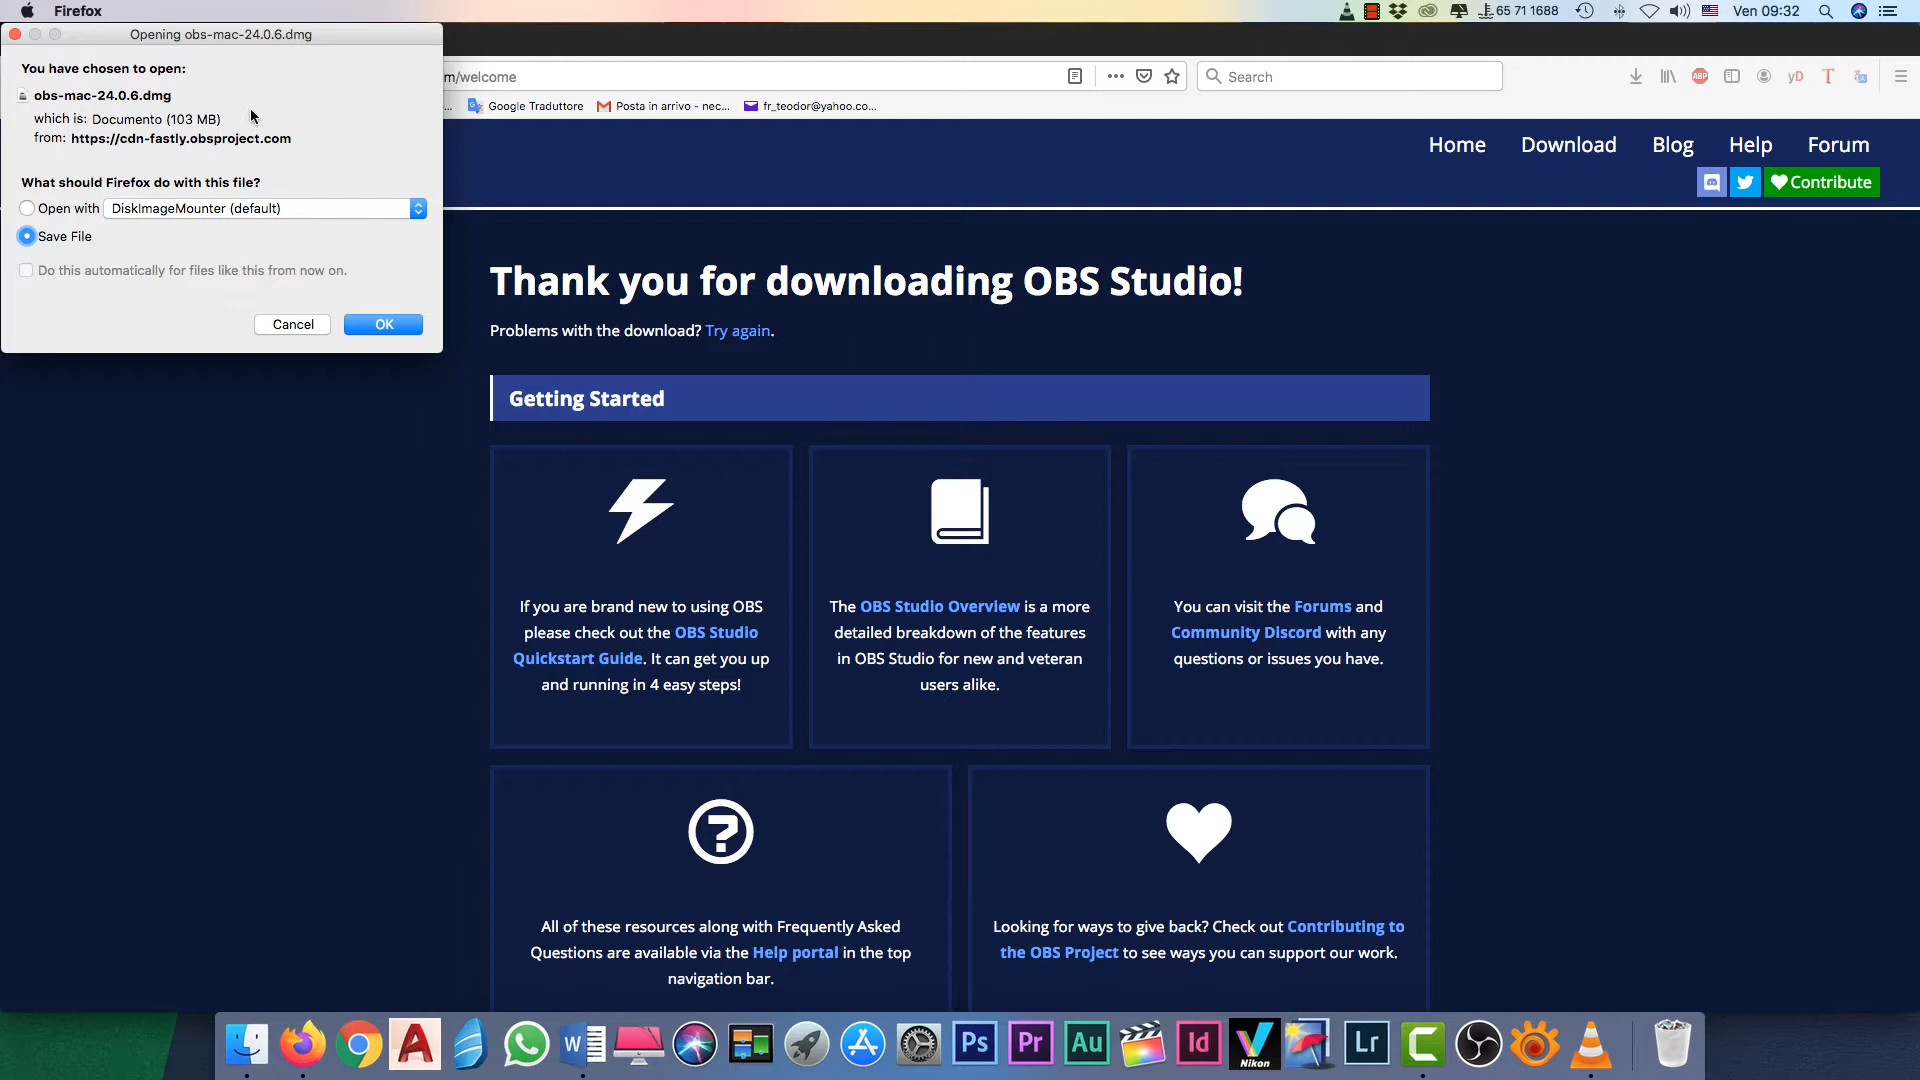 Firefox
65 71 1688
Ven 09:32
Opening obs-mac-24.0.6.dmg
You have chosen to open:
obs-mac-24.0.6.dmg
which is: Documento (103 MB)
from: https://cdn-fastly.obsproject.com
What should Firefox do with this file?
Open with DiskImageMounter (default)
Save File
Do this automatically for files like this from now on.
Cancel
OK
m/welcome
Search
ABP
yD
T
... Google Traduttore
Posta in arrivo - nec...
fr_teodor@yahoo.co...
Home
Download
Blog
Help
Forum
Contribute
Thank you for downloading OBS Studio!
Problems with the download? Try again.
Getting Started
If you are brand new to using OBS
please check out the OBS Studio
Quickstart Guide. It can get you up
and running in 4 easy steps!
The OBS Studio Overview is a more
detailed breakdown of the features
in OBS Studio for new and veteran
users alike.
You can visit the Forums and
Community Discord with any
questions or issues you have.
All of these resources along with Frequently Asked
Questions are available via the Help portal in the top
navigation bar.
Looking for ways to give back? Check out Contributing to
the OBS Project to see ways you can support our work.
A
W
Ps
Pr
Au
Id
Nikon
Lr
C